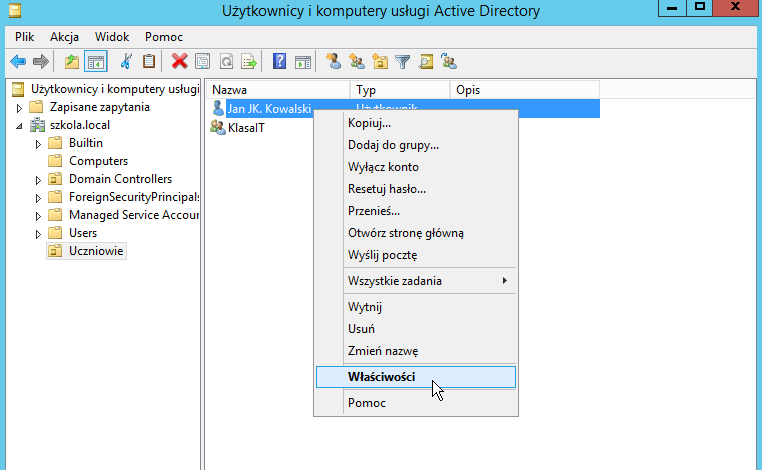 Użytkownicy i komputery usługi Active Directory
Plik Akcja Widok Pomoc
Użytkownicy i komputery usługi
Zapisane zapytania
szkola.local
Builtin
Computers
Domain Controllers
ForeignSecurityPrincipals
Managed Service Accour
Users
Uczniowie
Nazwa Typ Opis
Jan JK. Kowalski Użytkownik
KlasaIT
Kopiuj...
Dodaj do grupy...
Wyłącz konto
Resetuj hasło...
Przenieś...
Otwórz stronę główną
Wyślij pocztę
Wszystkie zadania
Wytnij
Usuń
Zmień nazwę
Właściwości
Pomoc